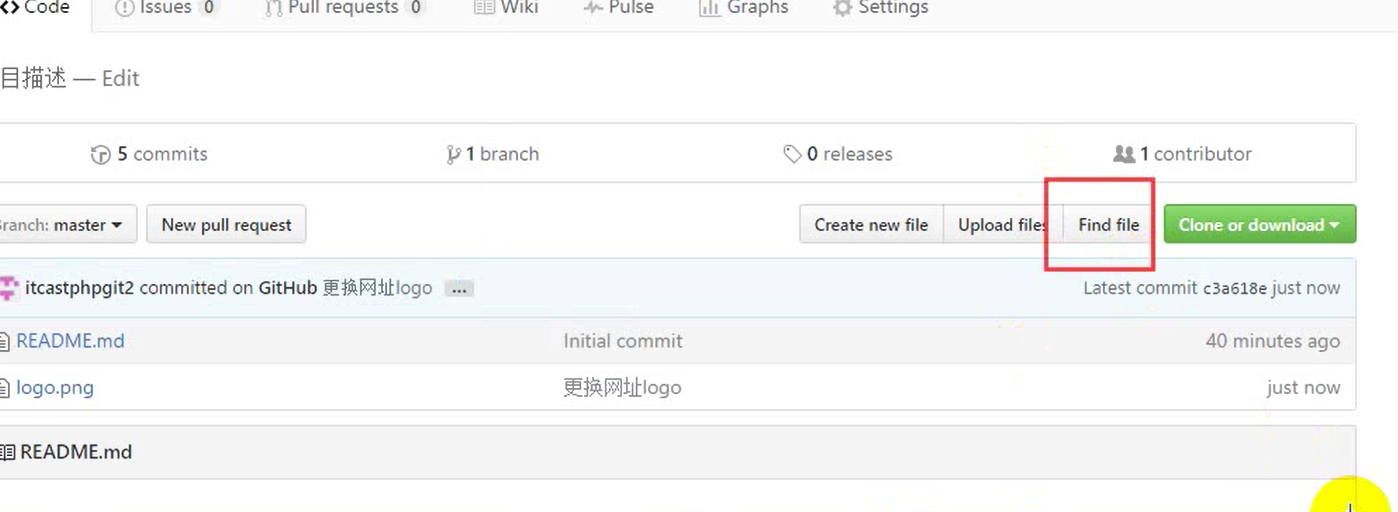 Code Issues 0 Pull requests 0 Wiki Pulse Graphs Settings
目描述 — Edit
5 commits 1 branch 0 releases 1 contributor
Branch: master New pull request Create new file Upload files Find file Clone or download
itcastphpgit2 committed on GitHub 更换网址logo ... Latest commit c3a618e just now
README.md Initial commit 40 minutes ago
logo.png 更换网址logo just now
README.md